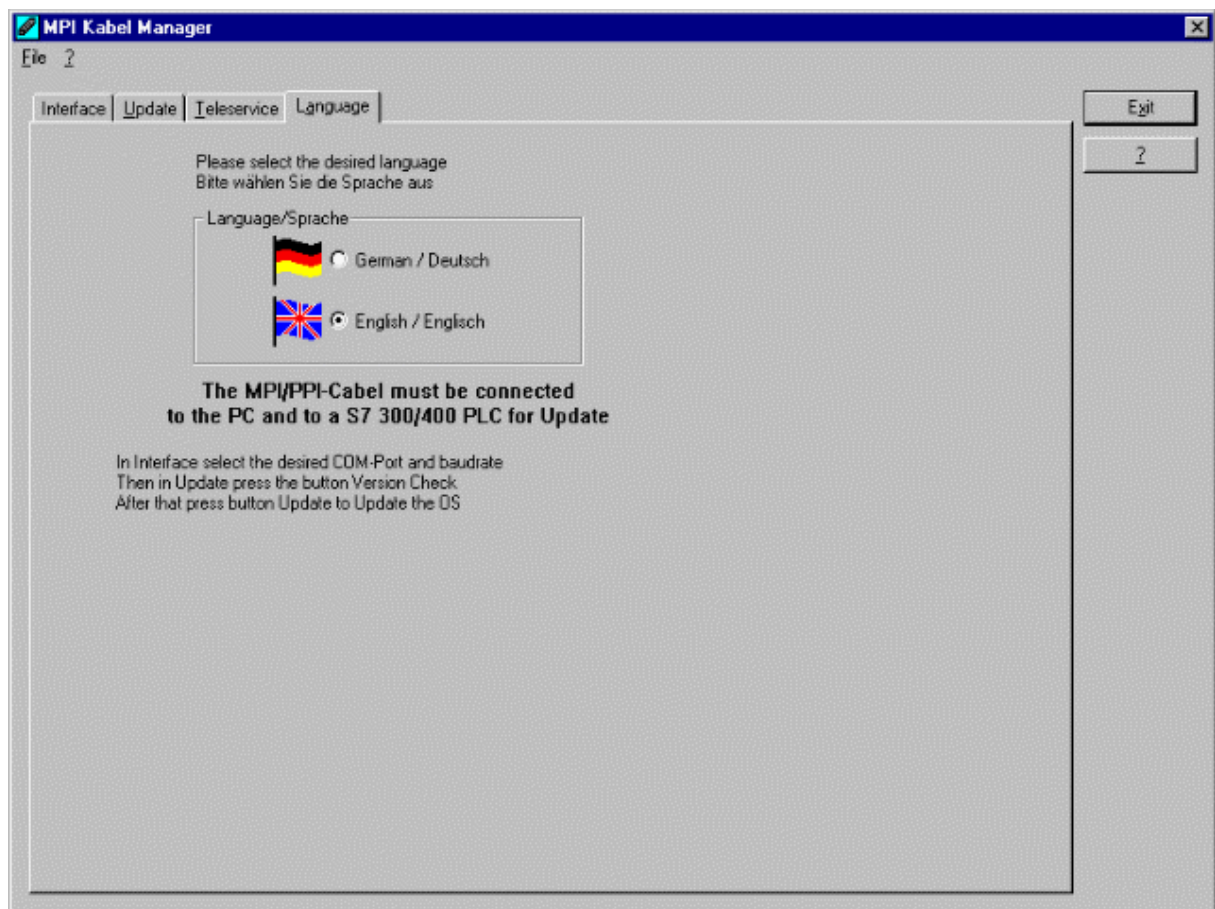 MPI Kabel Manager
File ?
Interface Update Teleservice Language
Exit
?
Please select the desired language
Bitte wählen Sie die Sprache aus
Language/Sprache
German / Deutsch
English / Englisch
The MPI/PPI-Cabel must be connected
to the PC and to a S7 300/400 PLC for Update
In Interface select the desired COM-Port and baudrate
Then in Update press the button Version Check
After that press button Update to Update the OS